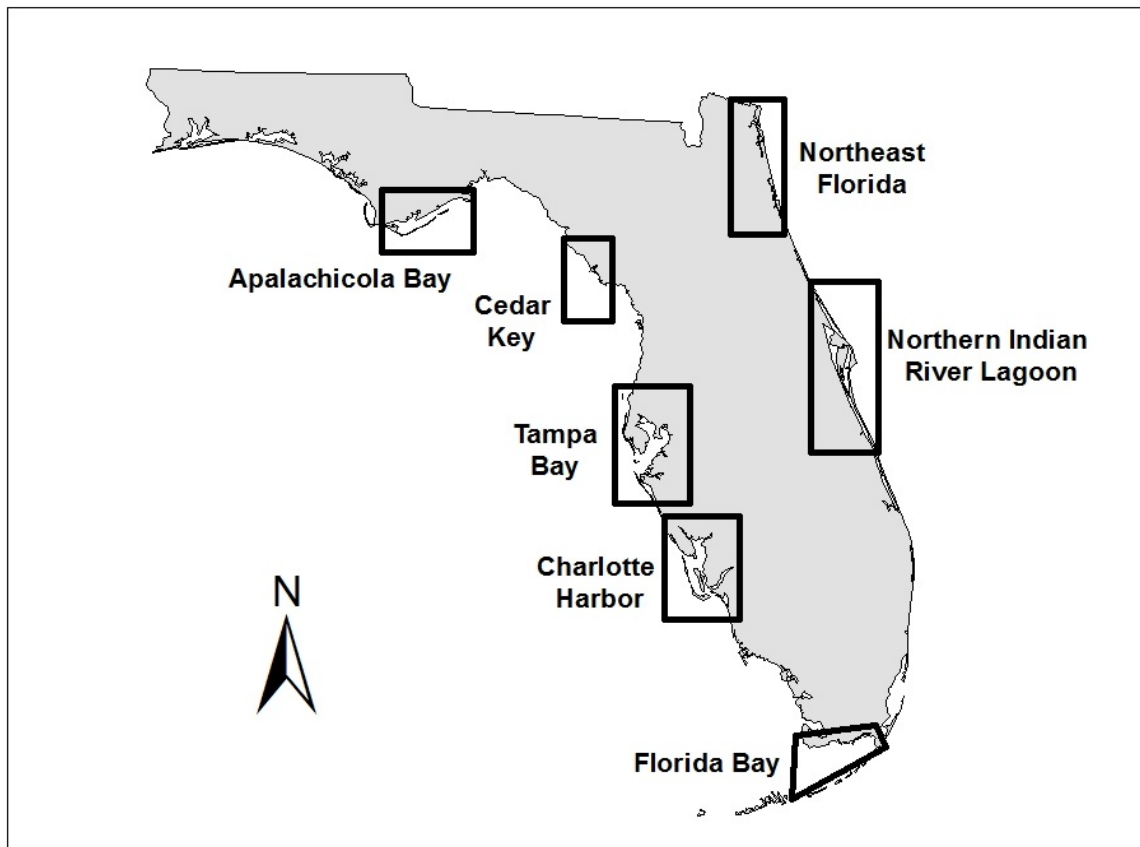 Northeast
Florida
Apalachicola Bay
Cedar
Key
Northern Indian
River Lagoon
Tampa
Bay
Charlotte
Harbor
N
Florida Bay